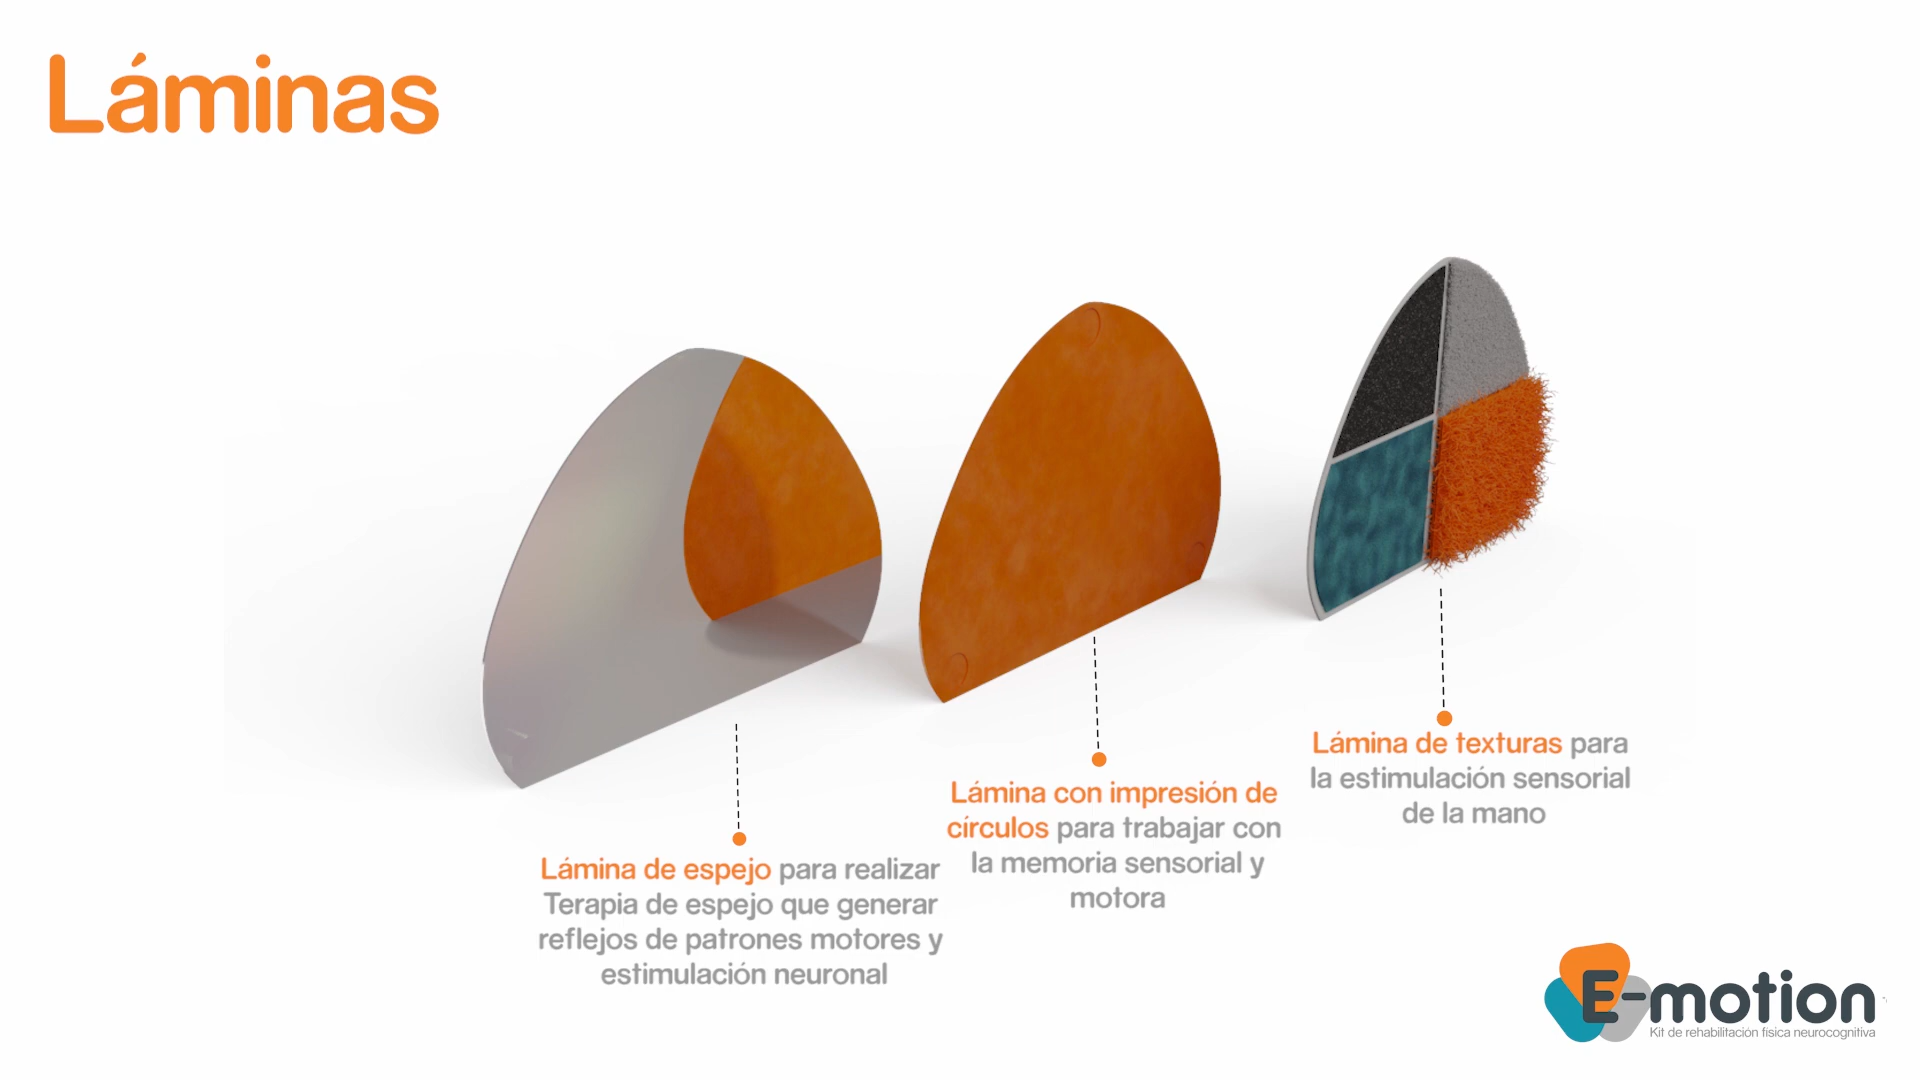 Láminas
Lámina de espejo para realizar
Terapia de espejo que generar
reflejos de patrones motores y
estimulación neuronal
Lámina con impresión de
círculos para trabajar con
la memoria sensorial y
motora
Lámina de texturas para
la estimulación sensorial
de la mano
E-motion
Kit de rehabilitación física neurocognitiva